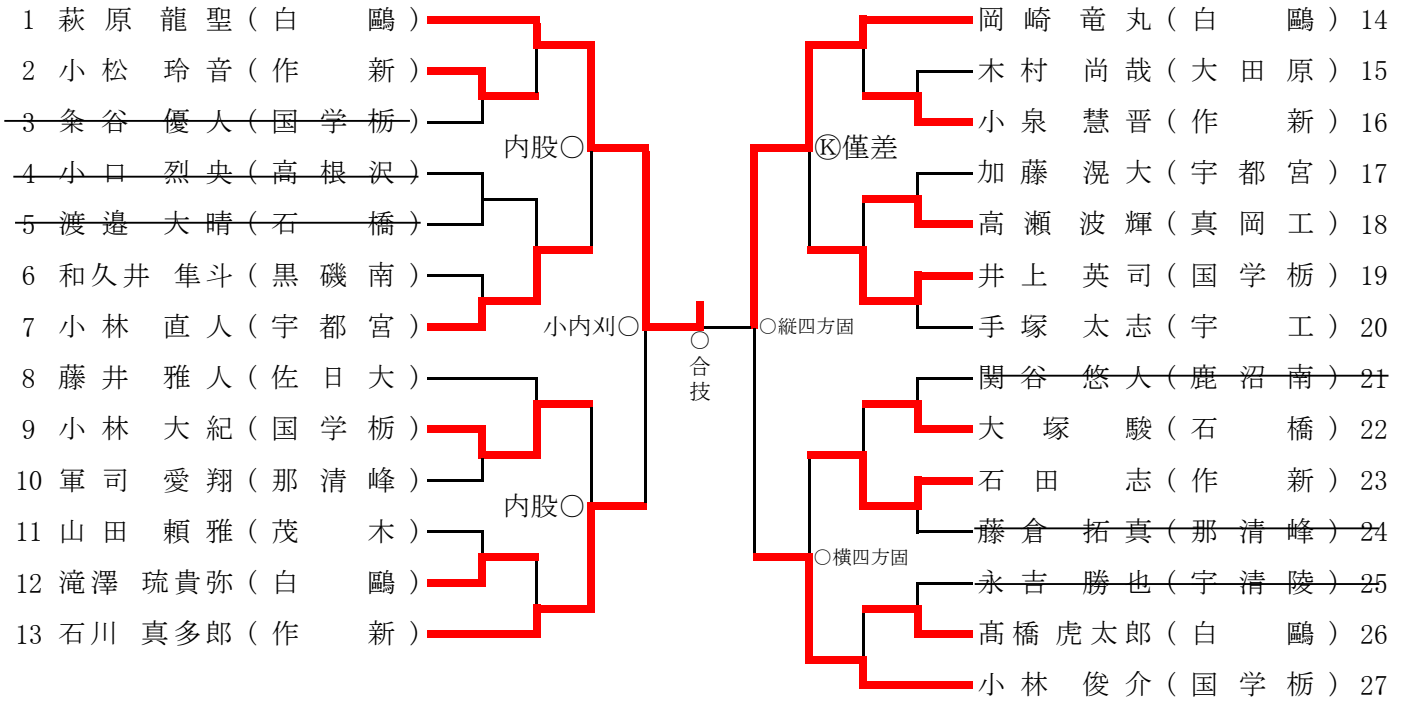 1 萩原 龍聖(白 鷗)
2 小松 玲音(作 新)
3 粂谷 優人(国学栃)
4 小口 烈央(高根沢)
5 渡邉 大晴(石 橋)
6 和久井 隼斗(黒磯南)
7 小林 直人(宇都宮)
8 藤井 雅人(佐日大)
9 小林 大紀(国学栃)
10 軍司 愛翔(那清峰)
11 山田 頼雅(茂 木)
12 滝澤 琉貴弥(白 鷗)
13 石川 真多郎(作 新)
内股〇
小内刈〇
内股〇
〇合技
Ⓚ僅差
〇縦四方固
〇横四方固
岡崎 竜丸(白 鷗) 14
木村 尚哉(大田原) 15
小泉 慧晋(作 新) 16
加藤 滉大(宇都宮) 17
高瀬 波輝(真岡工) 18
井上 英司(国学栃) 19
手塚 太志(宇 工) 20
関谷 悠人(鹿沼南) 21
大塚 駿(石 橋) 22
石田 志(作 新) 23
藤倉 拓真(那清峰) 24
永吉 勝也(宇清陵) 25
髙橋 虎太郎(白 鷗) 26
小林 俊介(国学栃) 27